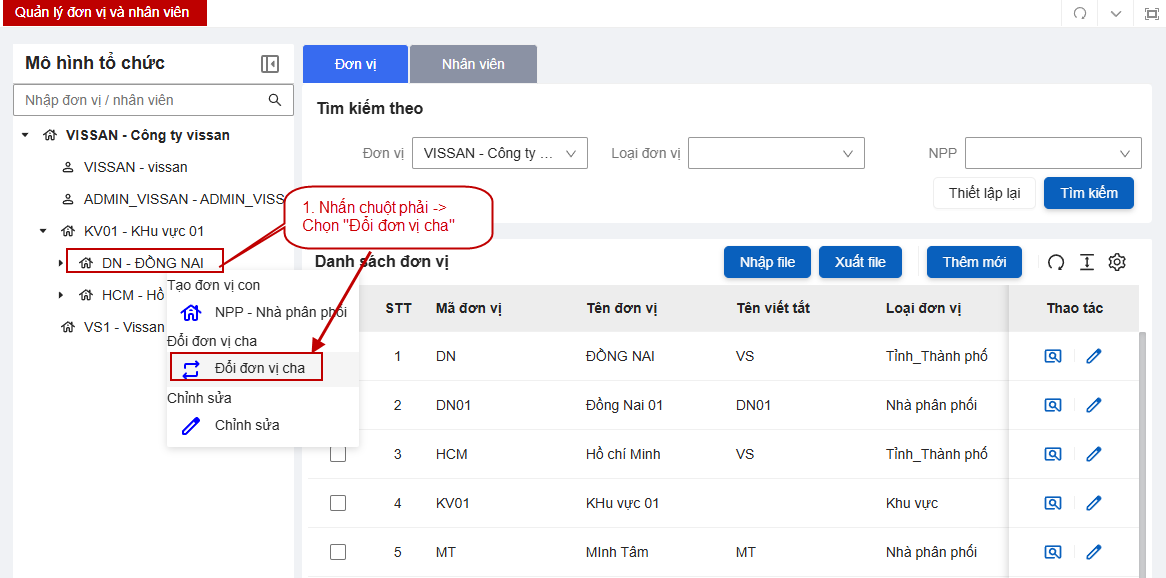 Quản lý đơn vị và nhân viên
Mô hình tổ chức
Nhập đơn vị / nhân viên
VISSAN - Công ty vissan
VISSAN - vissan
ADMIN_VISSAN - ADMIN_VISS
KV01 - KHu vực 01
DN - ĐỒNG NAI
HCM - Hồ
VS1 - Vissan
1. Nhấn chuột phải ->
Chọn "Đổi đơn vị cha"
Tạo đơn vị con
NPP - Nhà phân phối
Đổi đơn vị cha
Đổi đơn vị cha
Chỉnh sửa
Chỉnh sửa
Đơn vị
Nhân viên
Tìm kiếm theo
Đơn vị
VISSAN - Công ty ...
Loại đơn vị
NPP
Thiết lập lại
Tìm kiếm
Danh sách đơn vị
Nhập file
Xuất file
Thêm mới
STT Mã đơn vị Tên đơn vị Tên viết tắt Loại đơn vị Thao tác
1 DN ĐỒNG NAI VS Tỉnh_Thành phố
2 DN01 Đồng Nai 01 DN01 Nhà phân phối
3 HCM Hồ chí Minh VS Tỉnh_Thành phố
4 KV01 KHu vực 01 Khu vực
5 MT MInh Tâm MT Nhà phân phối